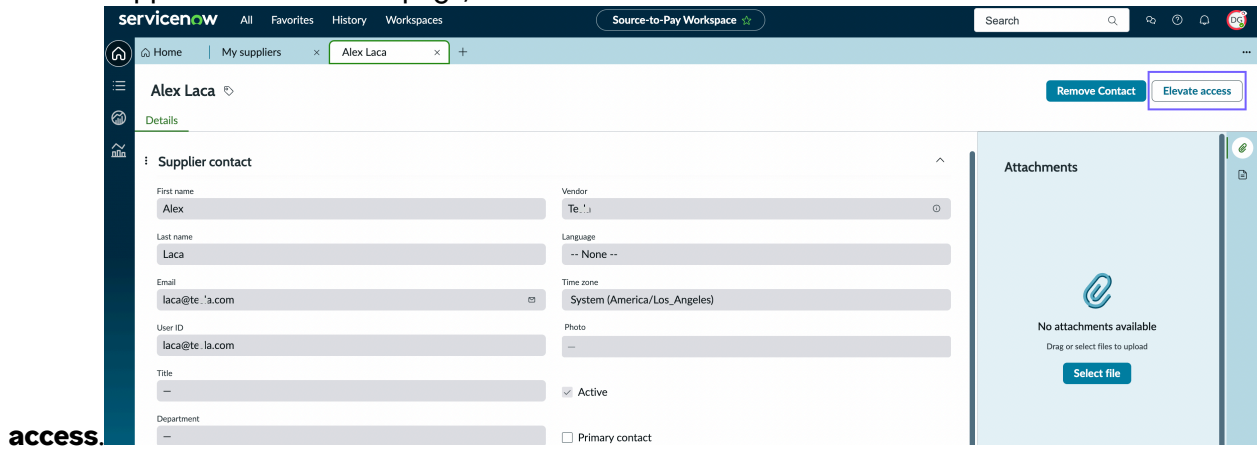 servicenow All Favorites History Workspaces Source-to-Pay Workspace Search DG
Home My suppliers Alex Laca
Alex Laca Remove Contact Elevate access
Details
Supplier contact
Attachments
First name Vendor
Alex
Last name Language
Laca -- None --
Email Time zone
System (America/Los_Angeles)
User ID Photo
No attachments available
Drag or select files to upload
Title
Select file
– Active
Department
– Primary contact
access.